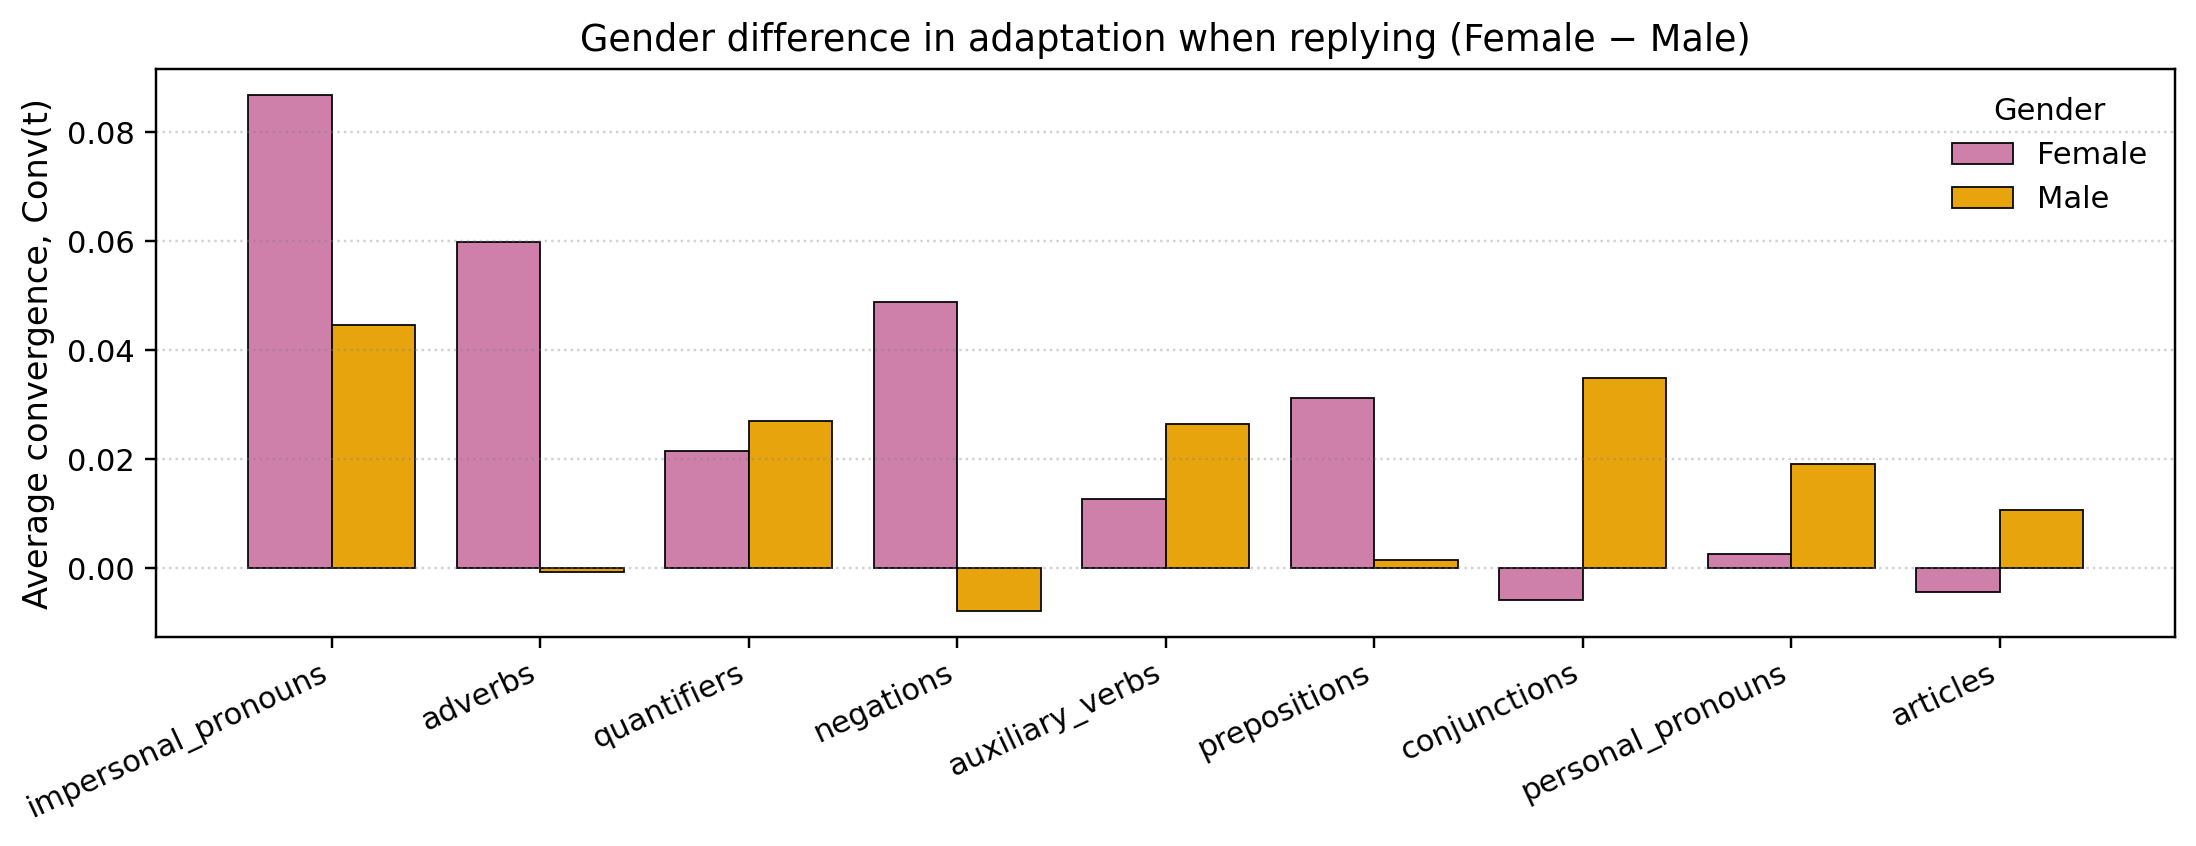 Gender difference in adaptation when replying (Female − Male)
Average convergence, Conv(t)
0.08
0.06
0.04
0.02
0.00
Gender
Female
Male
impersonal_pronouns
adverbs
quantifiers
negations
auxiliary_verbs
prepositions
conjunctions
personal_pronouns
articles